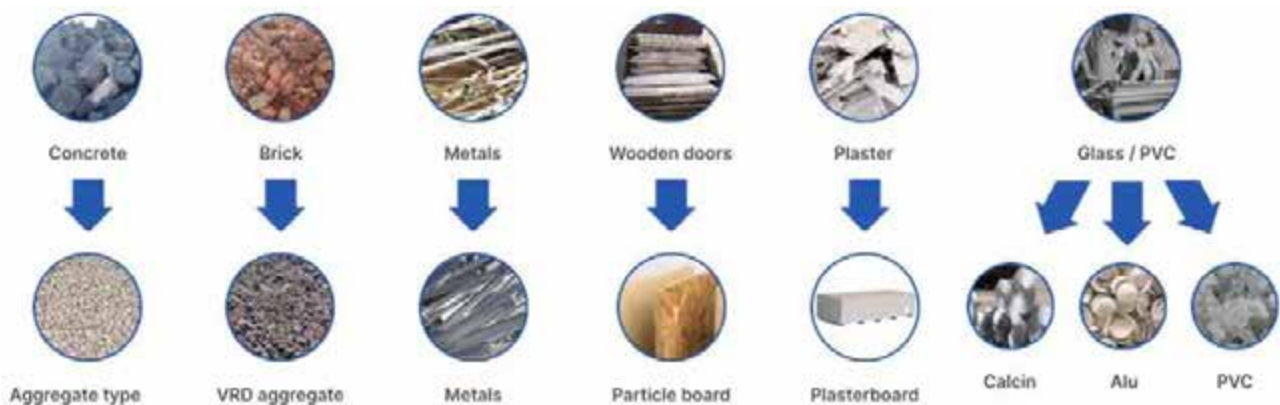 Concrete
Brick
Metals
Wooden doors
Plaster
Glass / PVC
Aggregate type
VRD aggregate
Metals
Particle board
Plasterboard
Calcin
Alu
PVC